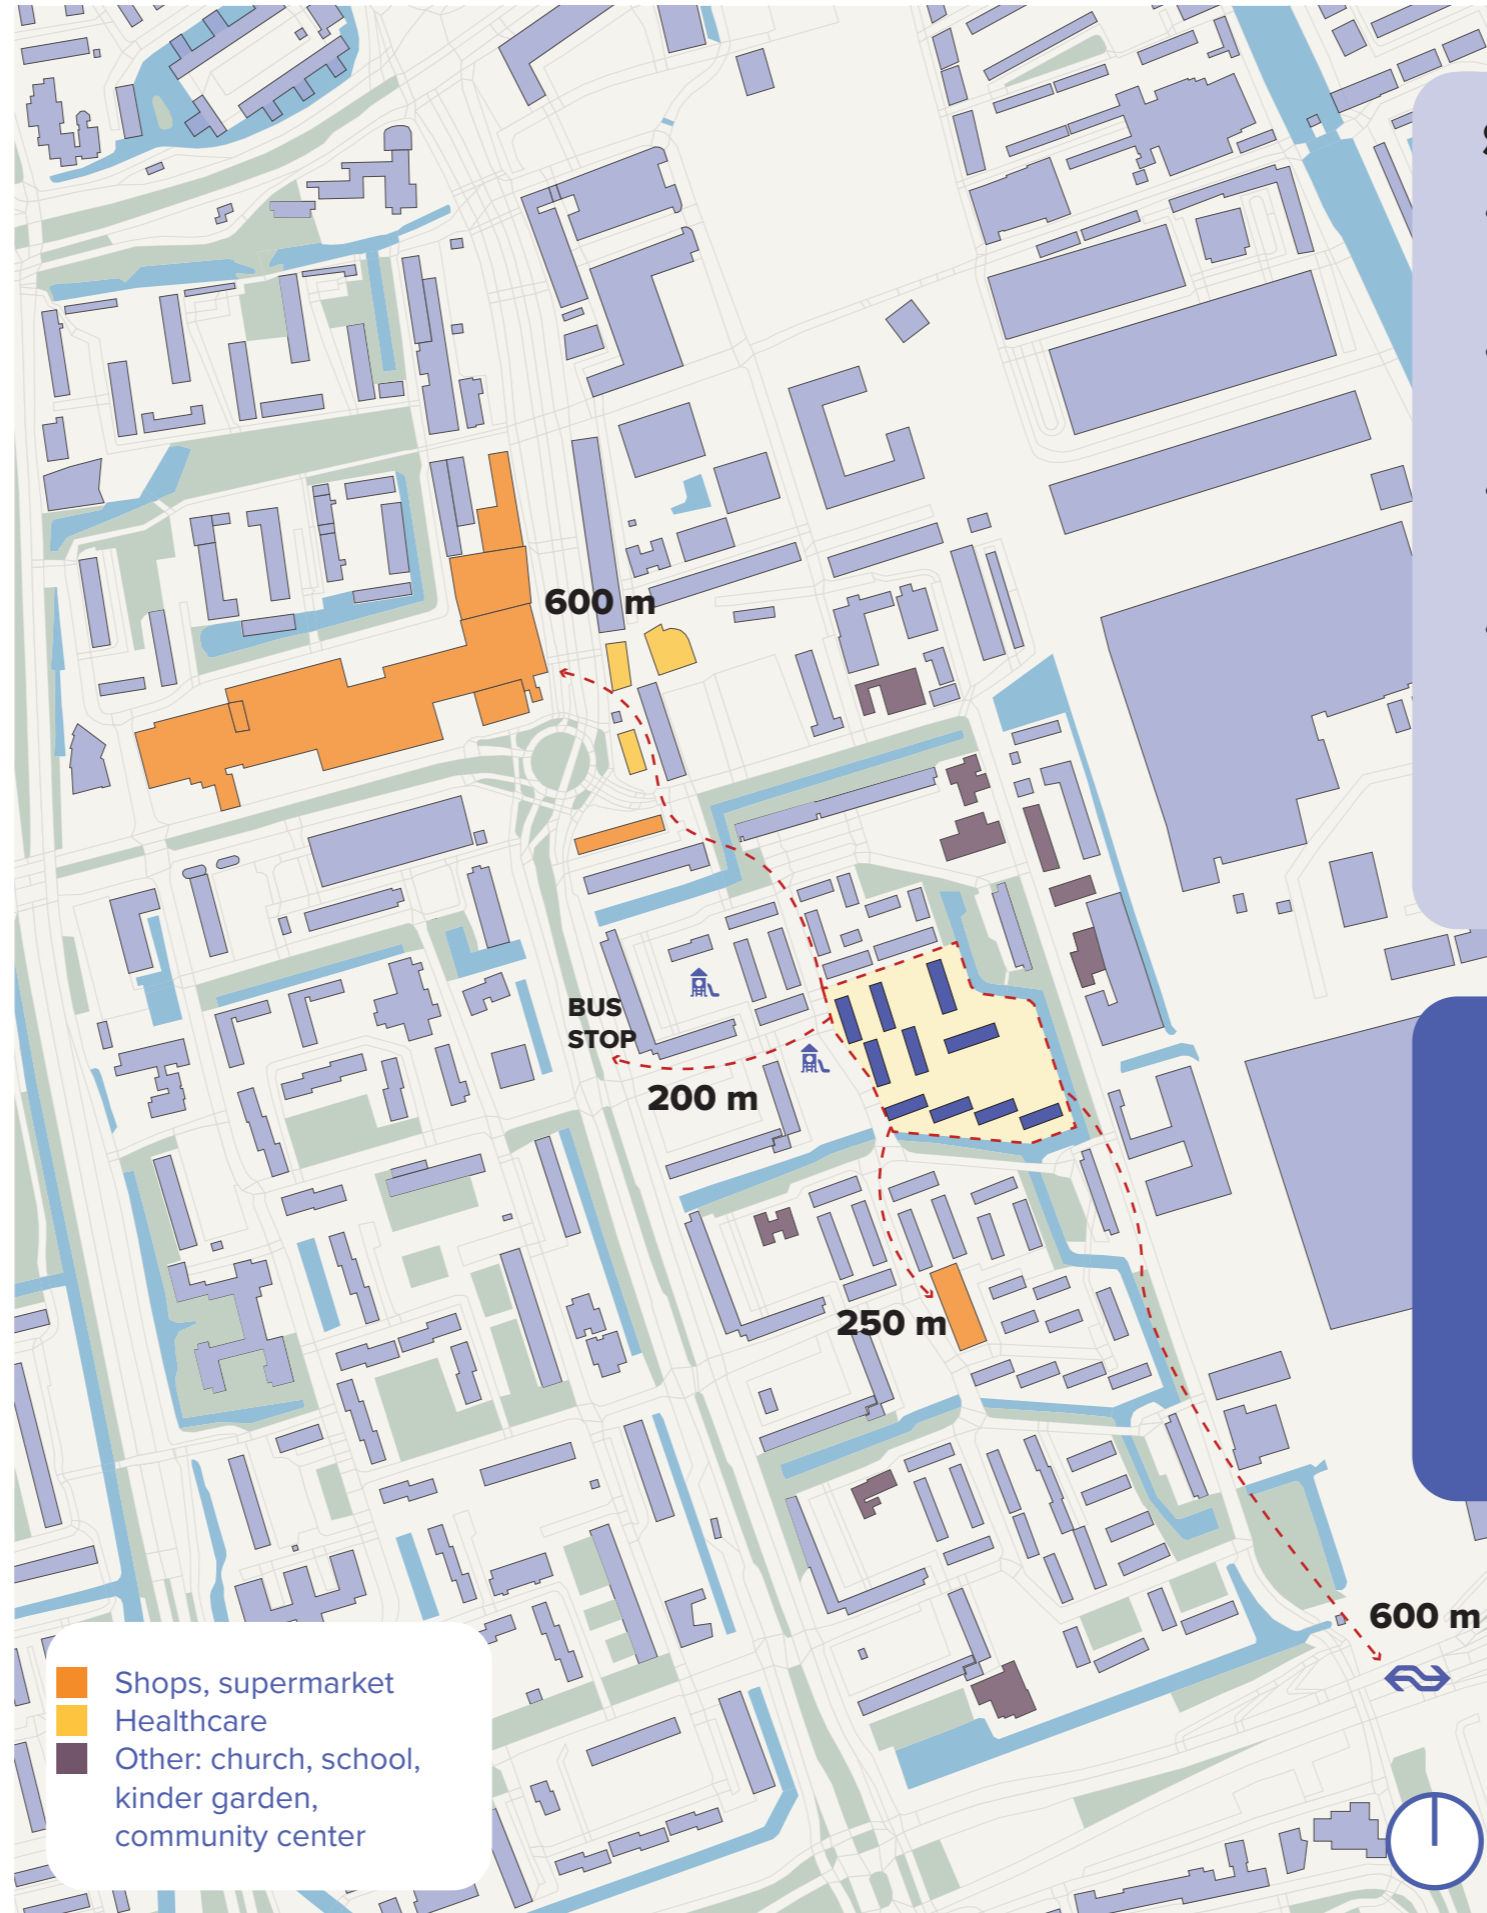 600 m
BUS
STOP
200 m
250 m
600 m
Shops, supermarket
Healthcare
Other: church, school,
kinder garden,
community center